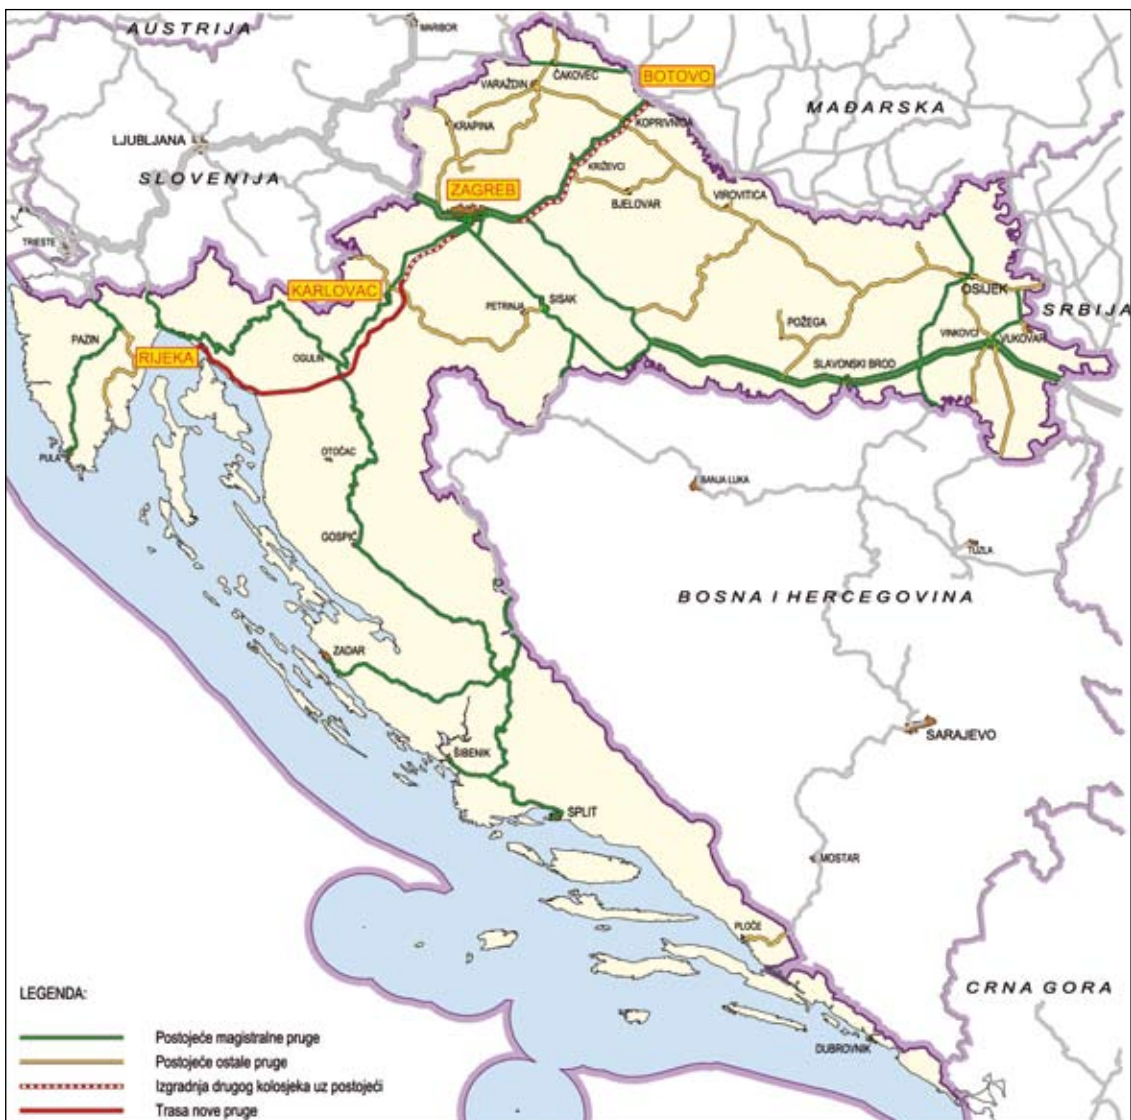 AUSTRIJA
MARIBOR
ČAKOVEC
BOTOVO
VARAŽDIN
MAĐARSKA
KRAPINA
KOPRIVNICA
LJUBLJANA
KRIŽEVCI
SLOVENIJA
ZAGREB
BJELOVAR
VIROVITICA
TRIESTE
KARLOVAC
OSIJEK
PETRINJA
SISAK
SRBIJA
POŽEGA
PAZIN
VINKOVCI
VUKOVAR
RIJEKA
OGULIN
SLAVONSKI BROD
OTOČAC
PULA
BANJA LUKA
GOSPIĆ
TUZLA
BOSNA I HERCEGOVINA
ZADAR
SARAJEVO
ŠIBENIK
SPLIT
MOSTAR
PLOČE
CRNA GORA
DUBROVNIK
LEGENDA:
Postojeće magistralne pruge
Postojeće ostale pruge
Izgradnja drugog kolosjeka uz postojeći
Trasa nove pruge